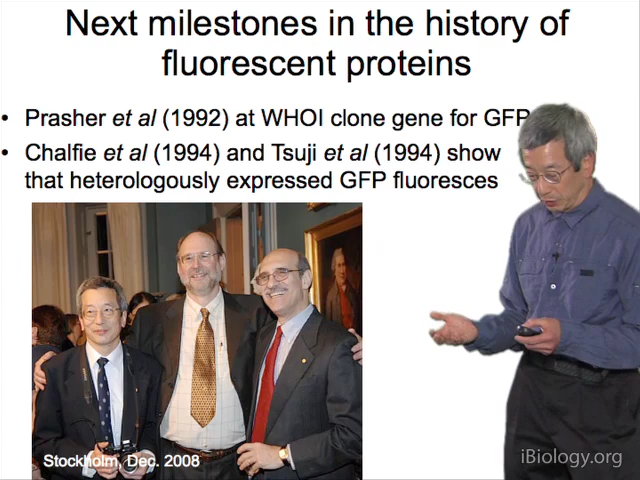 Next milestones in the history of
fluorescent proteins
• Prasher et al (1992) at WHOI clone gene for GFP
• Chalfie et al (1994) and Tsuji et al (1994) show
that heterologously expressed GFP fluoresces
Stockholm, Dec. 2008
iBiology.org